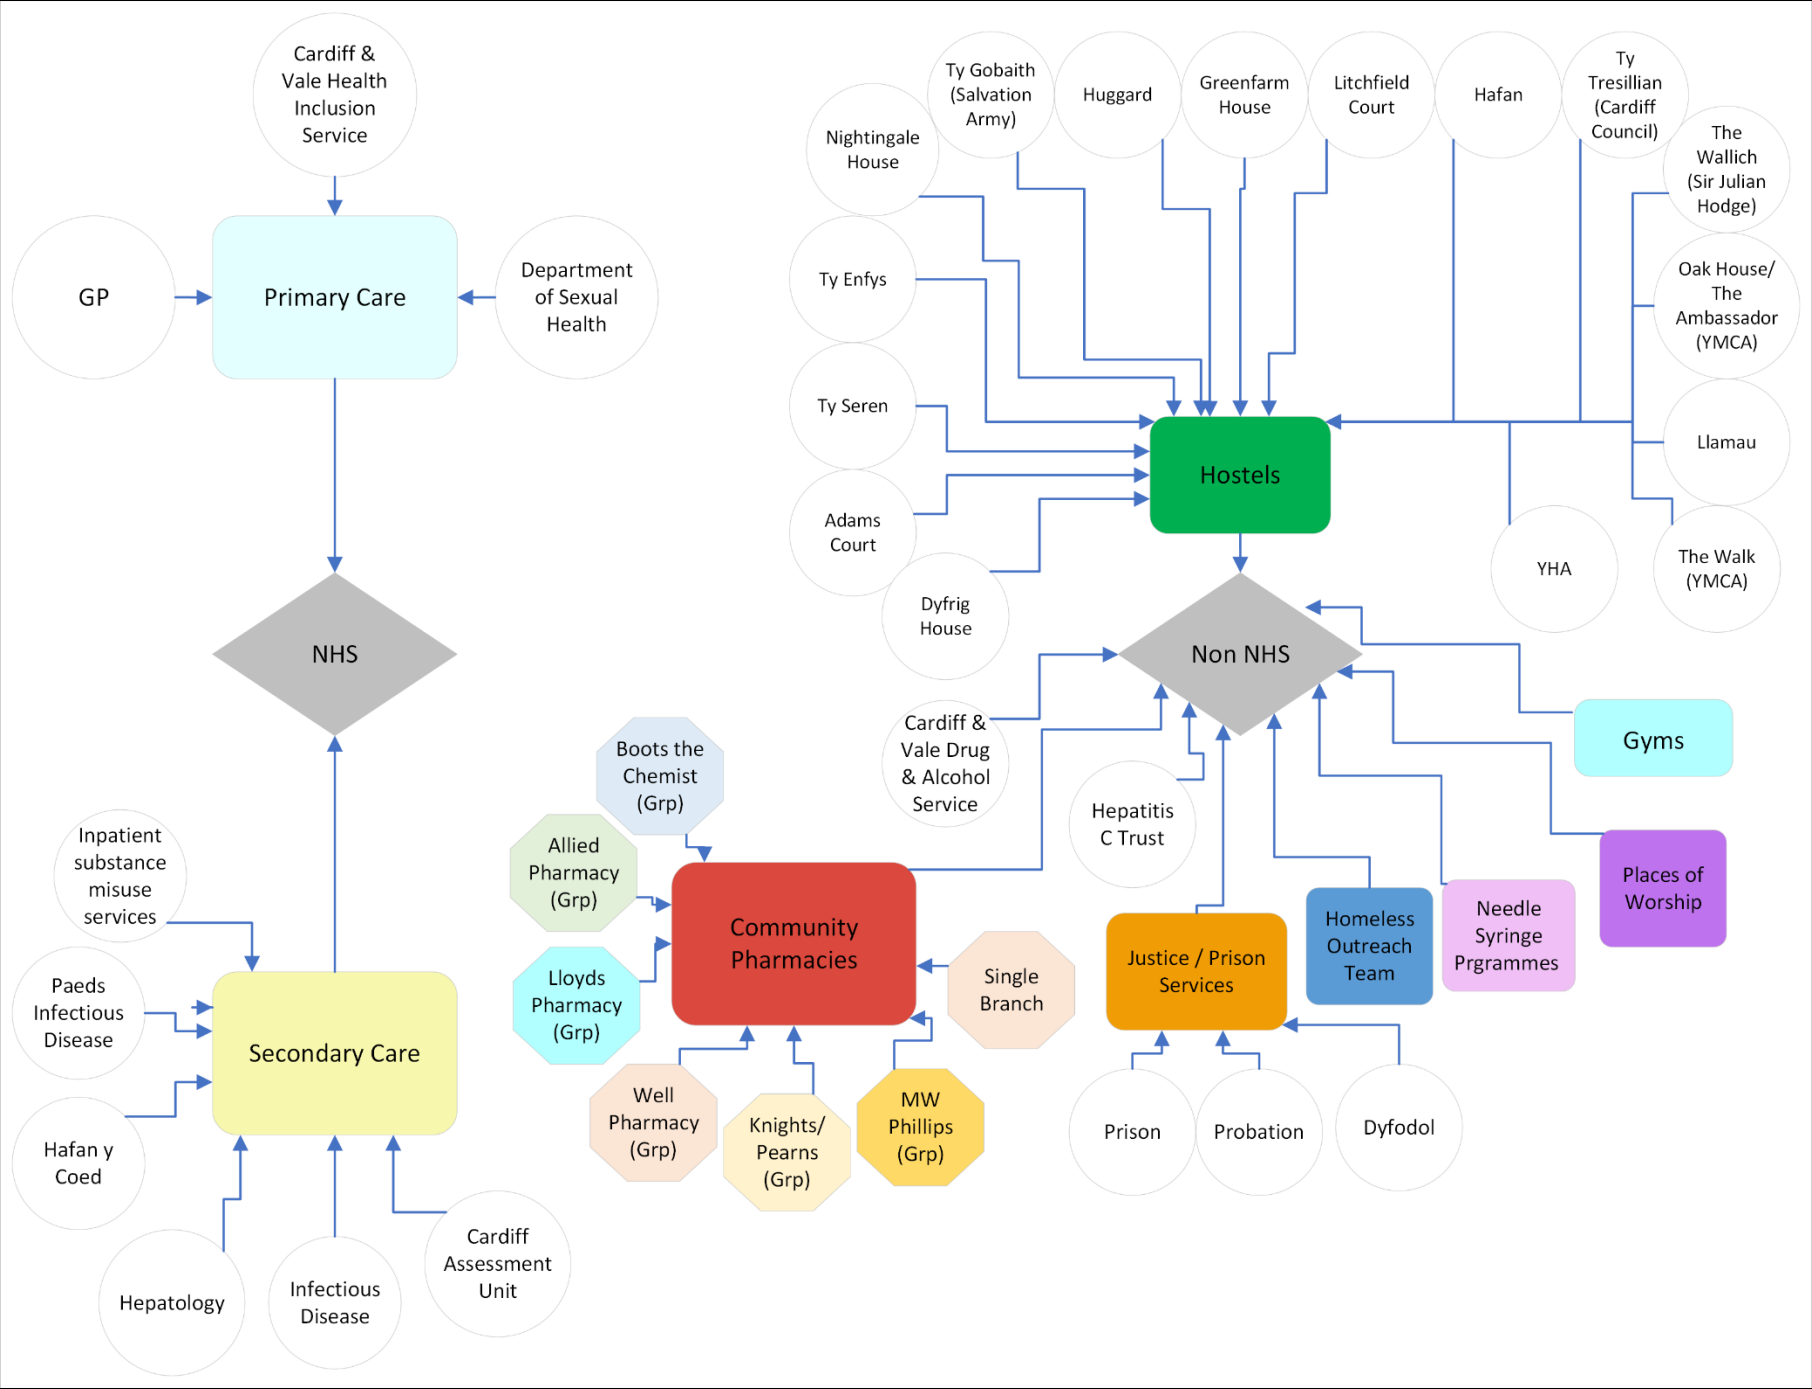 Cardiff &
Vale Health
Inclusion
Service
GP
Primary Care
Department
of Sexual
Health
NHS
Inpatient
substance
misuse
services
Paeds
Infectious
Disease
Secondary Care
Hafan y
Coed
Hepatology
Infectious
Disease
Cardiff
Assessment
Unit
Nightingale
House
Ty Gobaith
(Salvation
Army)
Huggard
Greenfarm
House
Litchfield
Court
Hafan
Ty
Tresillian
(Cardiff
Council)
The
Wallich
(Sir Julian
Hodge)
Ty Enfys
Oak House/
The
Ambassador
(YMCA)
Ty Seren
Llamau
Hostels
Adams
Court
YHA
The Walk
(YMCA)
Dyfrig
House
Non NHS
Cardiff &
Vale Drug
& Alcohol
Service
Hepatitis
C Trust
Gyms
Places of
Worship
Needle
Syringe
Prgrammes
Homeless
Outreach
Team
Justice / Prison
Services
Prison
Probation
Dyfodol
Boots the
Chemist
(Grp)
Allied
Pharmacy
(Grp)
Community
Pharmacies
Lloyds
Pharmacy
(Grp)
Single
Branch
Well
Pharmacy
(Grp)
Knights/
Pearns
(Grp)
MW
Phillips
(Grp)